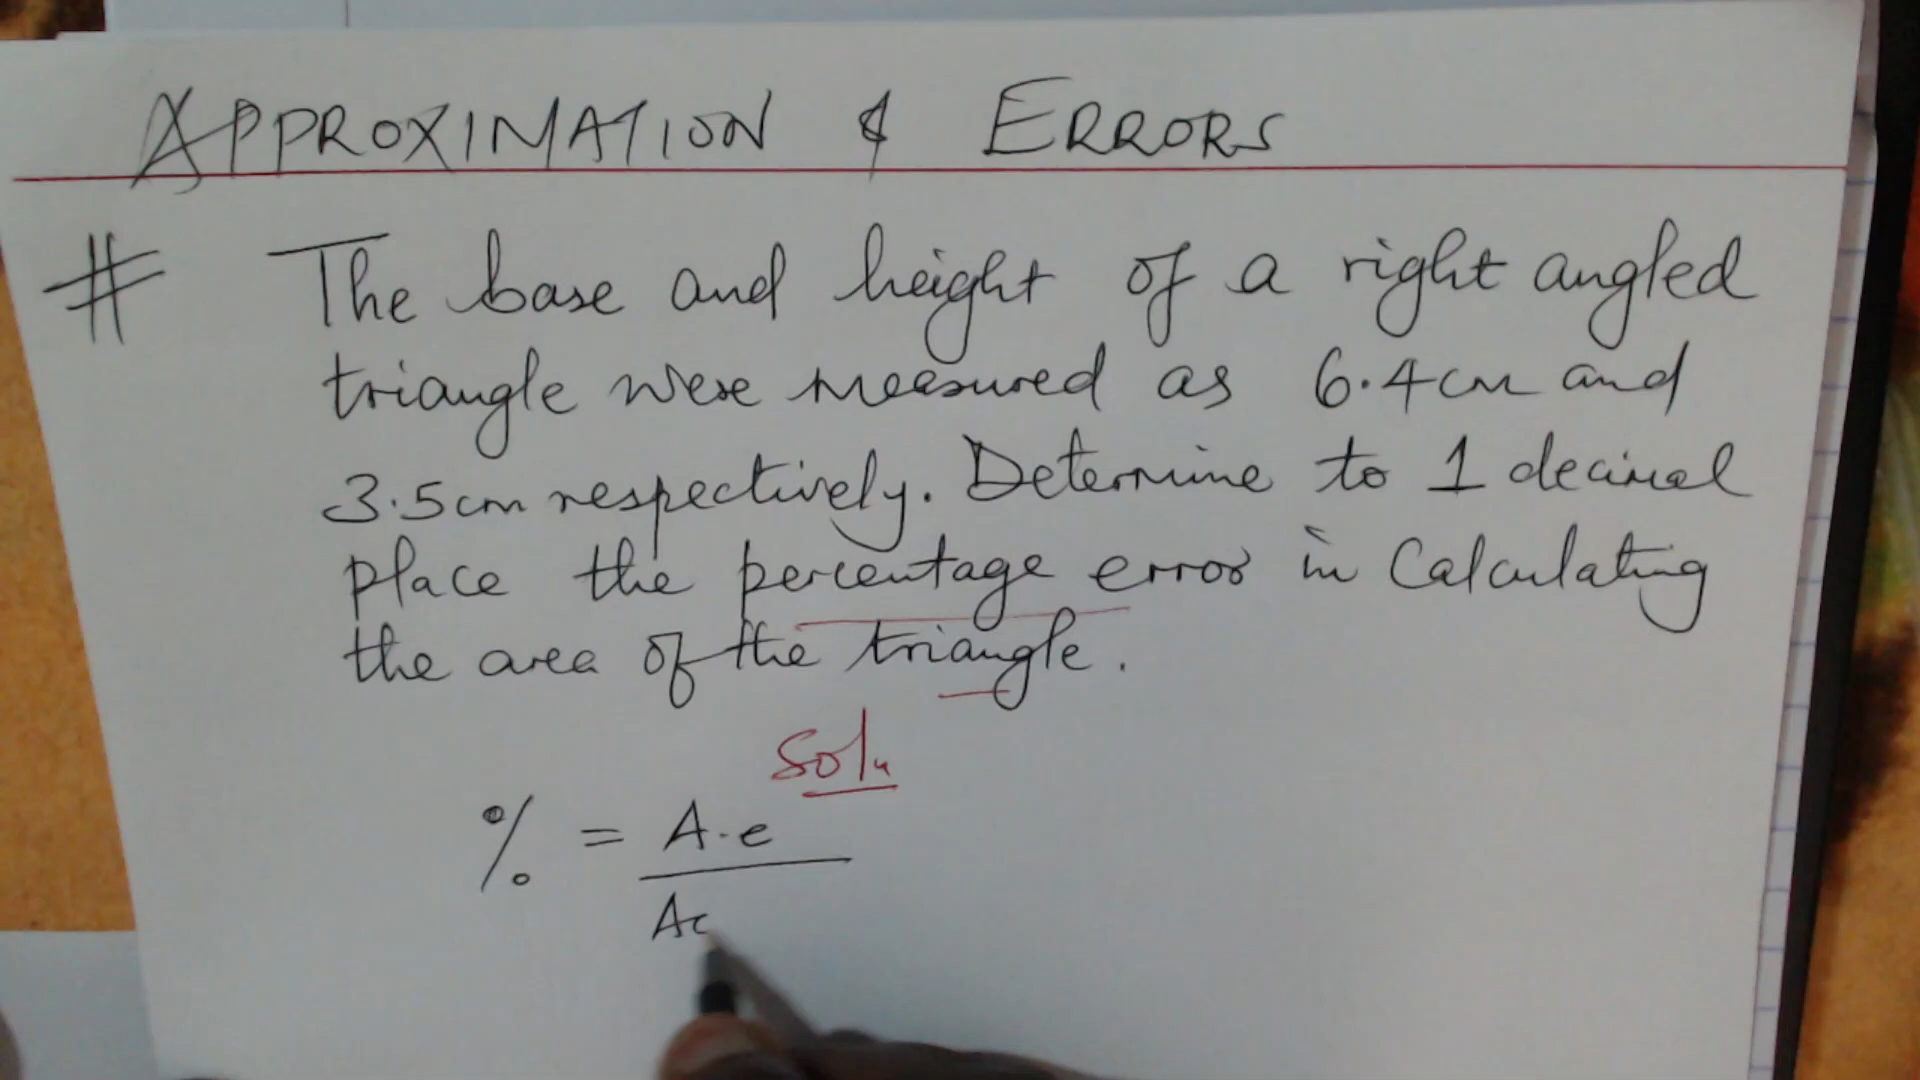 APPROXIMATION & ERRORS
# The base and height of a right angled
triangle were measured as 6.4cm and
3.5cm respectively. Determine to 1 decimal
place the percentage error in Calculating
the area of the triangle.
Soln
% = A.e
Ac